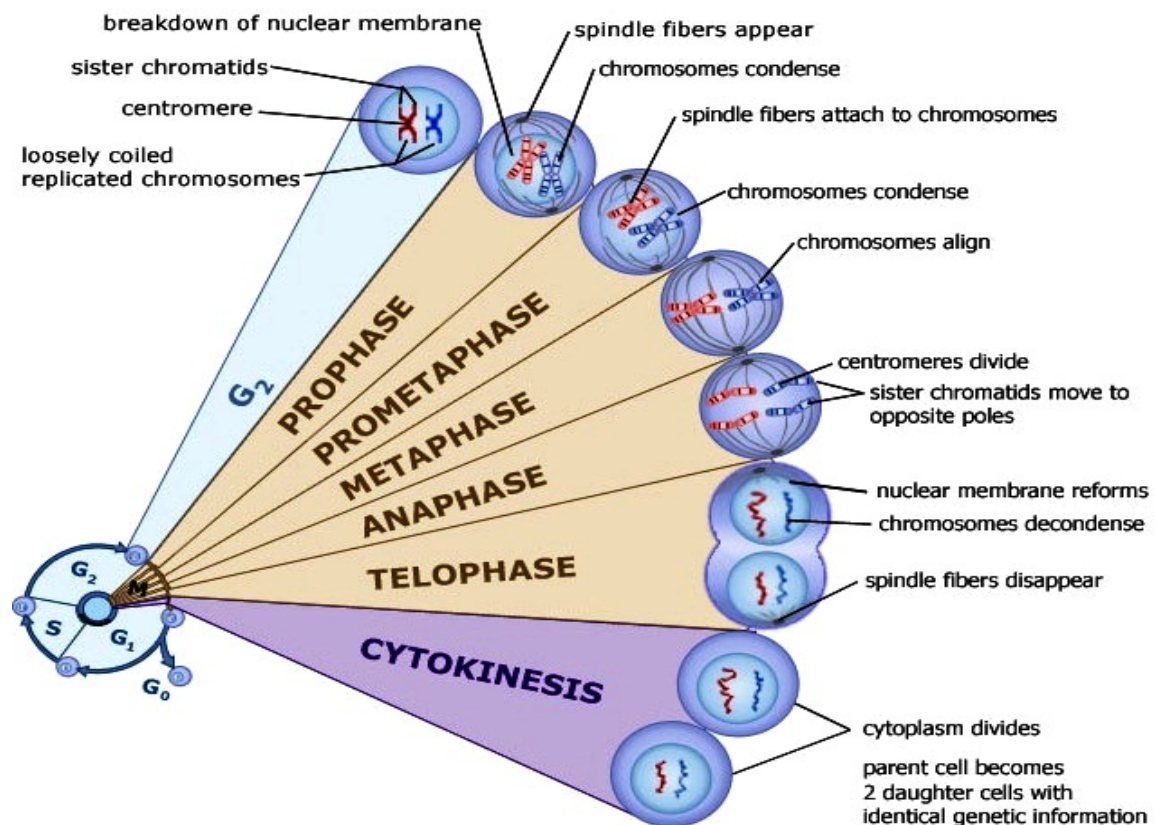 breakdown of nuclear membrane
spindle fibers appear
sister chromatids
chromosomes condense
centromere
spindle fibers attach to chromosomes
loosely coiled
replicated chromosomes
chromosomes condense
chromosomes align
centromeres divide
sister chromatids move to
opposite poles
nuclear membrane reforms
chromosomes decondense
spindle fibers disappear
G₂
PROPHASE
PROMETAPHASE
METAPHASE
ANAPHASE
TELOPHASE
CYTOKINESIS
G₂
M
S
G₁
G₀
cytoplasm divides
parent cell becomes
2 daughter cells with
identical genetic information